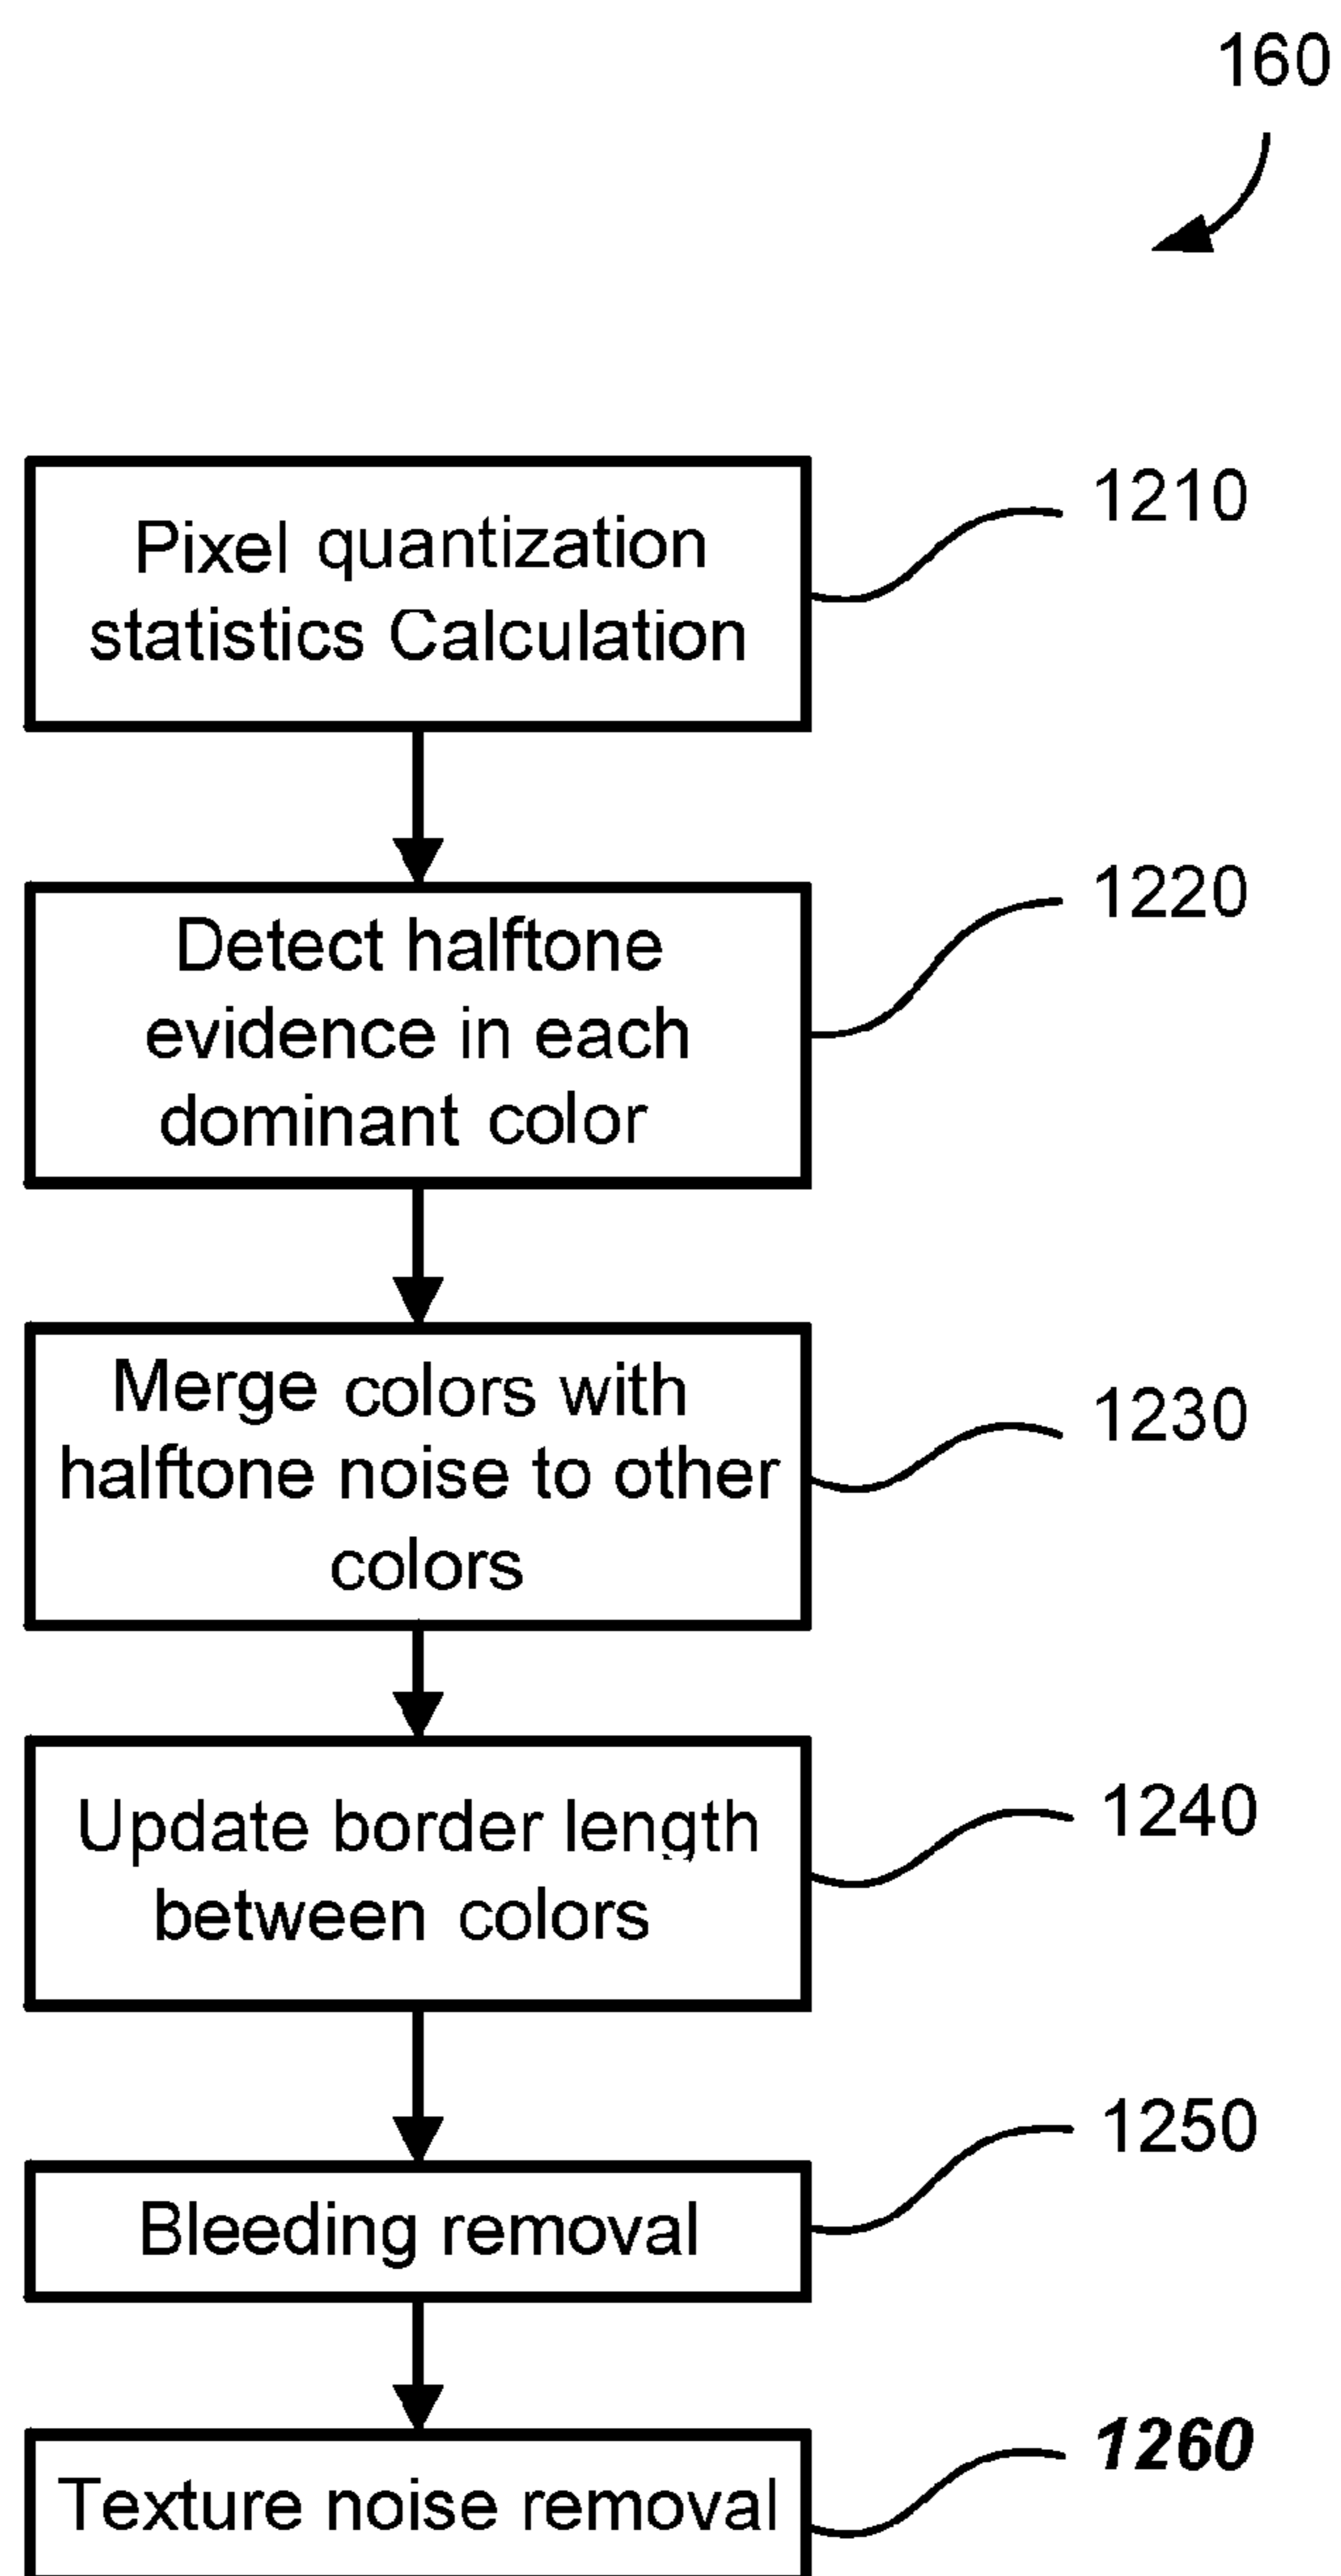 160
Pixel quantization
statistics Calculation
1210
Detect halftone
evidence in each
dominant color
1220
Merge colors with
halftone noise to other
colors
1230
Update border length
between colors
1240
Bleeding removal
1250
Texture noise removal
1260